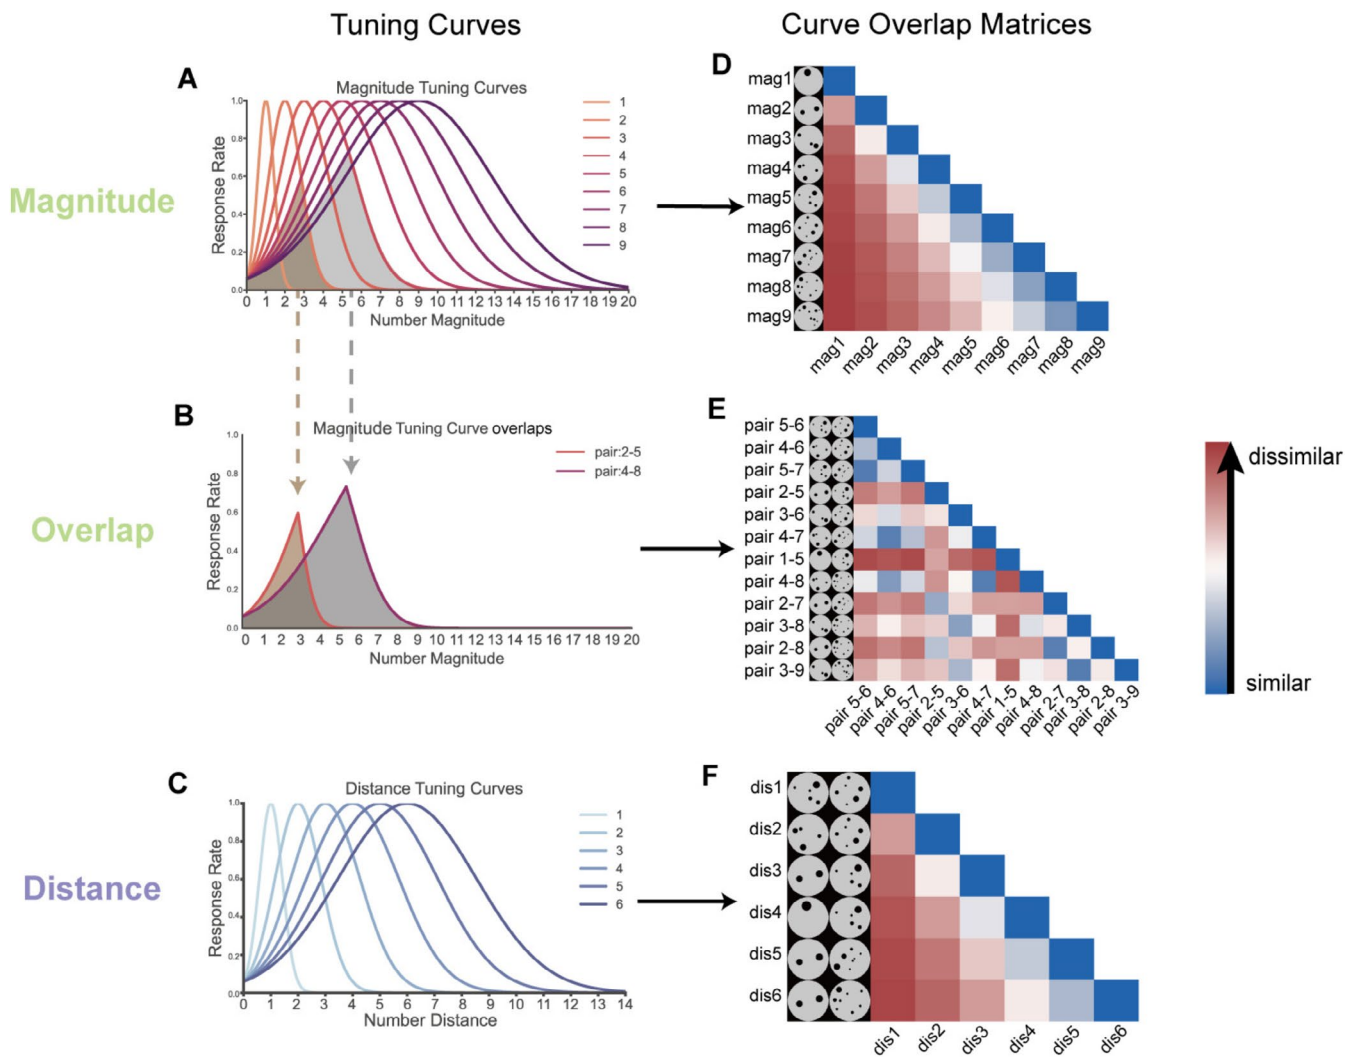 Tuning Curves
Curve Overlap Matrices
Magnitude
Overlap
Distance
A
Magnitude Tuning Curves
Response Rate
1.0
0.8
0.6
0.4
0.2
0.0
0 1 2 3 4 5 6 7 8 9 10 11 12 13 14 15 16 17 18 19 20
Number Magnitude
1
2
3
4
5
6
7
8
9
D
mag1
mag2
mag3
mag4
mag5
mag6
mag7
mag8
mag9
mag1 mag2 mag3 mag4 mag5 mag6 mag7 mag8 mag9
B
Magnitude Tuning Curve overlaps
Response Rate
1.0
0.8
0.6
0.4
0.2
0.0
0 1 2 3 4 5 6 7 8 9 10 11 12 13 14 15 16 17 18 19 20
Number Magnitude
pair:2-5
pair:4-8
E
pair 5-6
pair 4-6
pair 5-7
pair 2-5
pair 3-6
pair 4-7
pair 1-5
pair 4-8
pair 2-7
pair 3-8
pair 2-8
pair 3-9
pair 5-6 pair 4-6 pair 5-7 pair 2-5 pair 3-6 pair 4-7 pair 1-5 pair 4-8 pair 2-7 pair 3-8 pair 2-8 pair 3-9
dissimilar
similar
C
Distance Tuning Curves
Response Rate
1.0
0.8
0.6
0.4
0.2
0.0
0 1 2 3 4 5 6 7 8 9 10 11 12 13 14
Number Distance
1
2
3
4
5
6
F
dis1
dis2
dis3
dis4
dis5
dis6
dis1 dis2 dis3 dis4 dis5 dis6